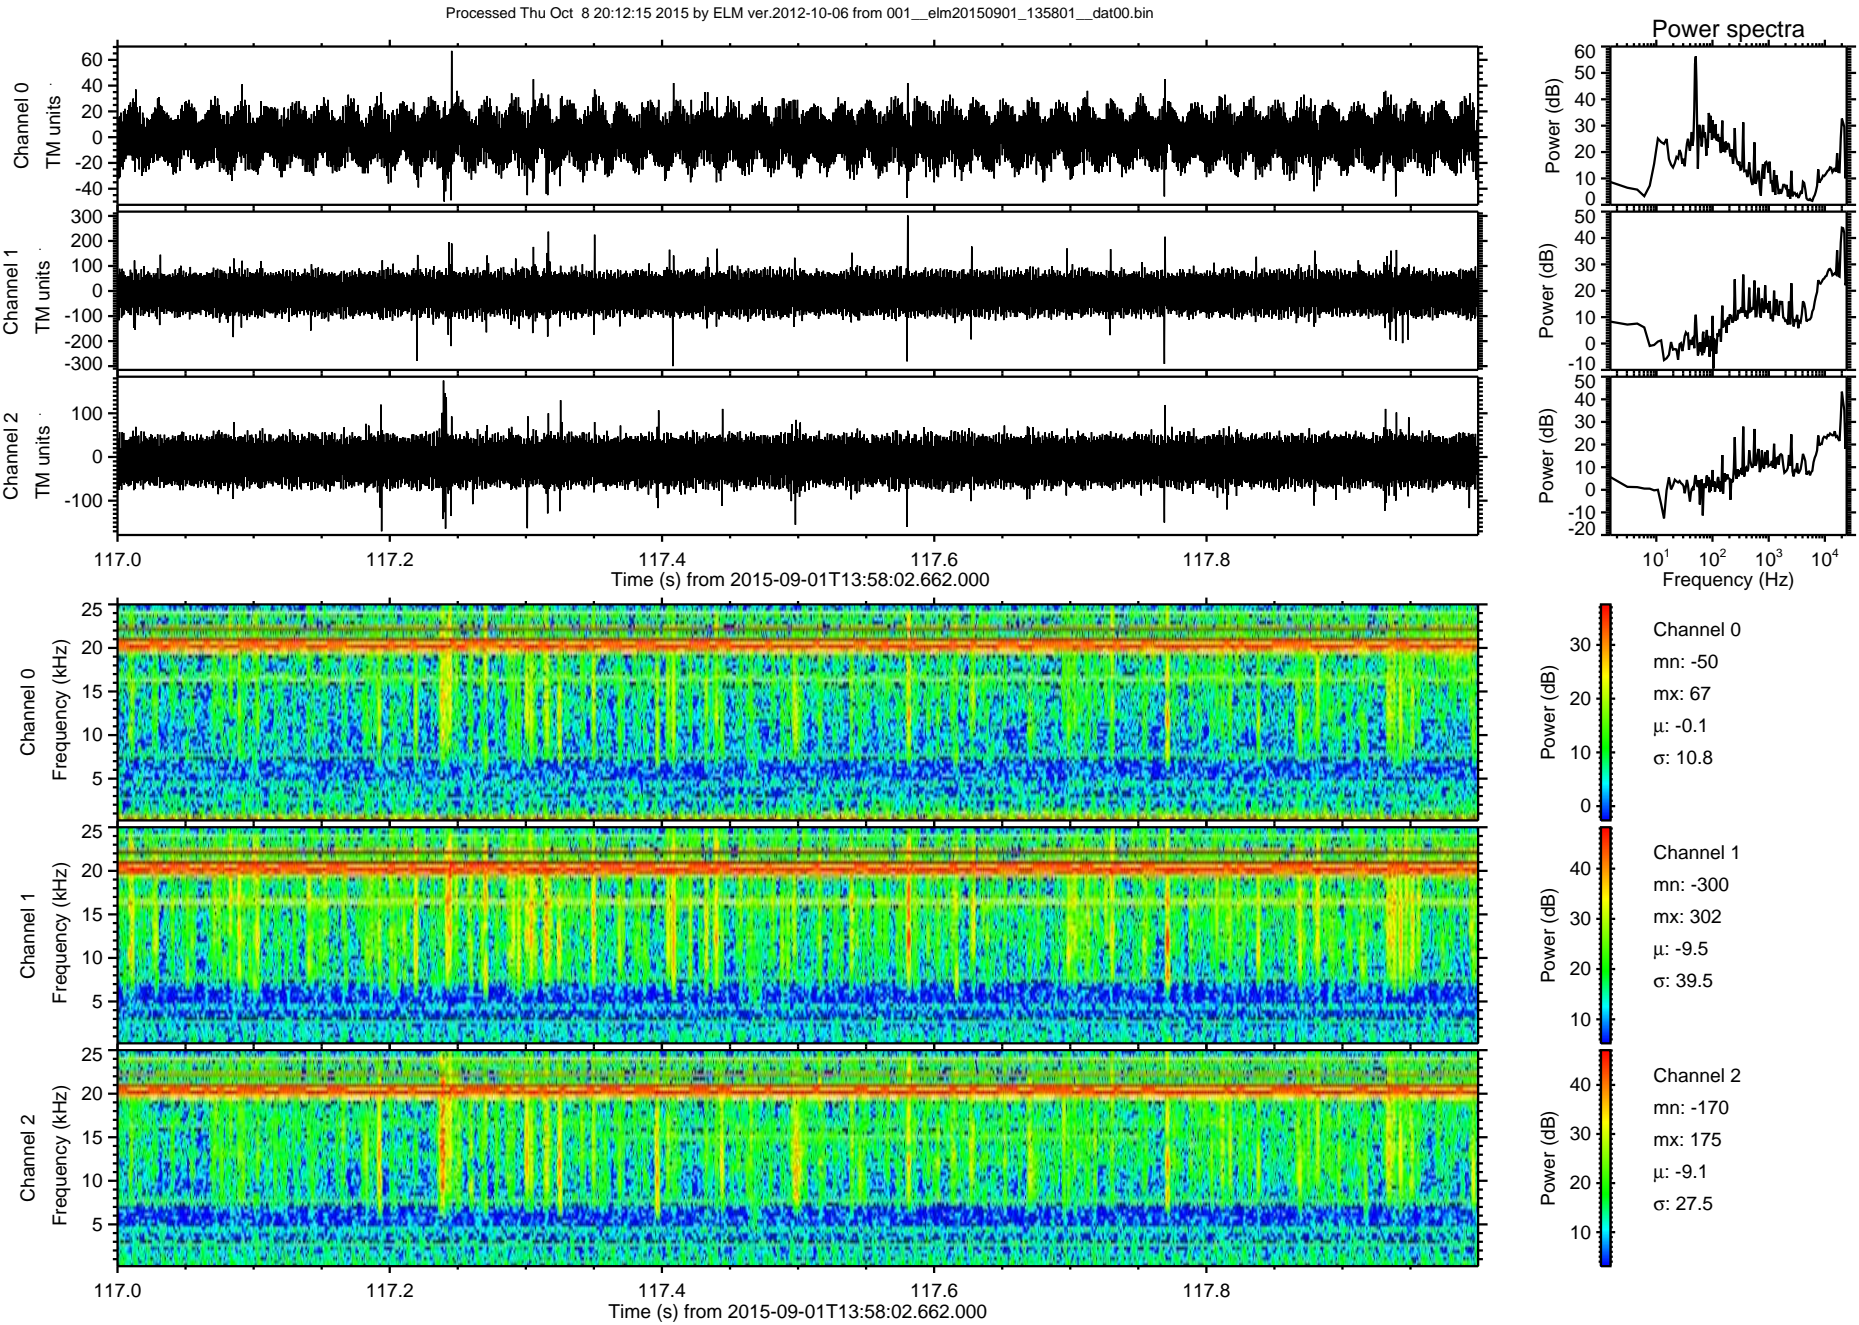 Processed Thu Oct  8 20:12:15 2015 by ELM ver.2012-10-06 from 001__elm20150901_135801__dat00.bin
Power spectra
Channel 0
TM units
60
40
20
0
-20
-40
Power (dB)
60
50
40
30
20
10
0
Channel 1
TM units
300
200
100
0
-100
-200
-300
Power (dB)
50
40
30
20
10
0
-10
Channel 2
TM units
100
0
-100
Power (dB)
50
40
30
20
10
0
-10
-20
117.0 117.2 117.4 117.6 117.8
Time (s) from 2015-09-01T13:58:02.662.000
10^1 10^2 10^3 10^4
Frequency (Hz)
Channel 0
Frequency (kHz)
25
20
15
10
5
Power (dB)
30
20
10
0
Channel 0
mn: -50
mx: 67
μ: -0.1
σ: 10.8
Channel 1
Frequency (kHz)
25
20
15
10
5
Power (dB)
40
30
20
10
Channel 1
mn: -300
mx: 302
μ: -9.5
σ: 39.5
Channel 2
Frequency (kHz)
25
20
15
10
5
Power (dB)
40
30
20
10
Channel 2
mn: -170
mx: 175
μ: -9.1
σ: 27.5
117.0 117.2 117.4 117.6 117.8
Time (s) from 2015-09-01T13:58:02.662.000